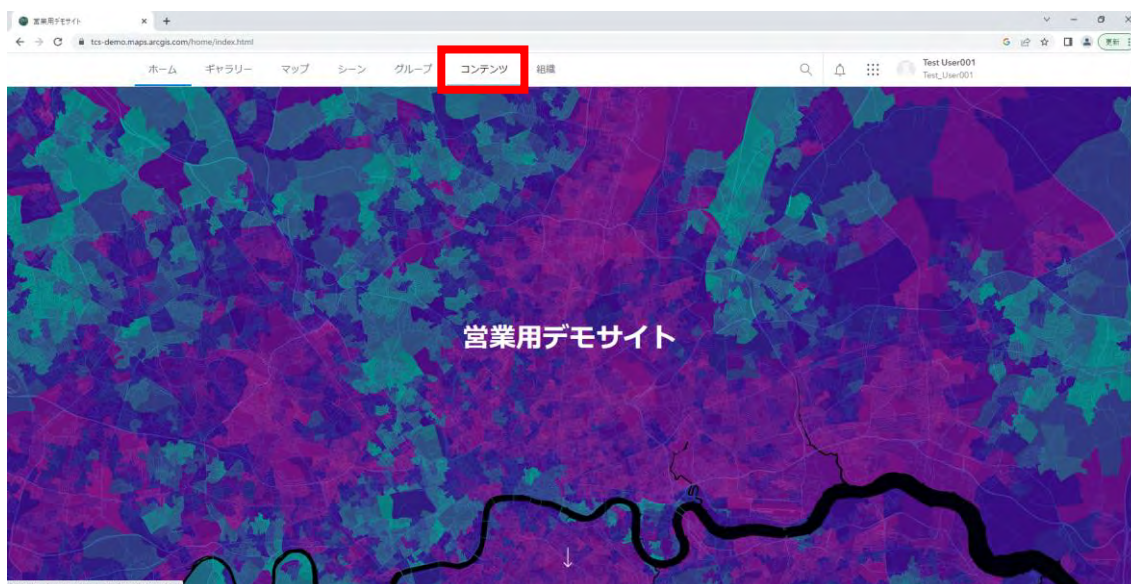 営業用デモサイト
tcs-demo.maps.arcgis.com/home/index.html
更新
ホーム ギャラリー マップ シーン グループ コンテンツ 組織
Test User001
Test_User001
営業用デモサイト